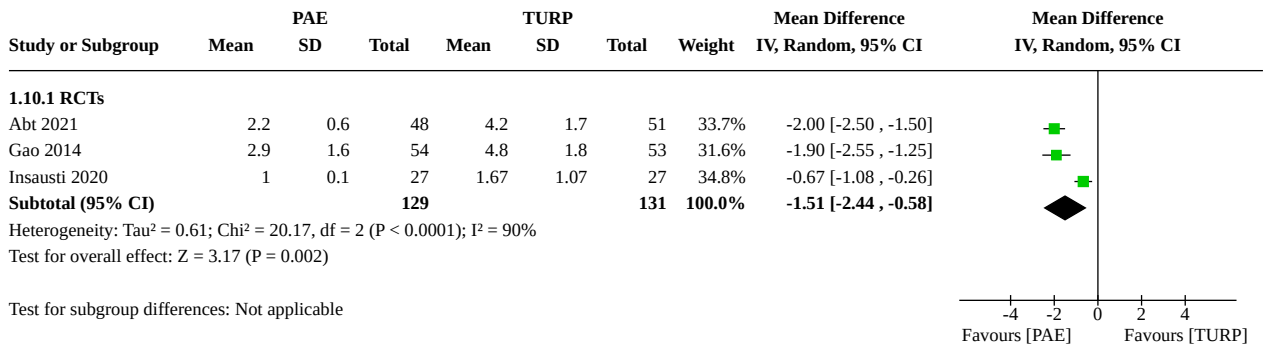 PAE TURP Mean Difference Mean Difference
Study or Subgroup Mean SD Total Mean SD Total Weight IV, Random, 95% CI IV, Random, 95% CI
1.10.1 RCTs
Abt 2021 2.2 0.6 48 4.2 1.7 51 33.7% -2.00 [-2.50 , -1.50]
Gao 2014 2.9 1.6 54 4.8 1.8 53 31.6% -1.90 [-2.55 , -1.25]
Insausti 2020 1 0.1 27 1.67 1.07 27 34.8% -0.67 [-1.08 , -0.26]
Subtotal (95% CI) 129 131 100.0% -1.51 [-2.44 , -0.58]
Heterogeneity: Tau² = 0.61; Chi² = 20.17, df = 2 (P < 0.0001); I² = 90%
Test for overall effect: Z = 3.17 (P = 0.002)
Test for subgroup differences: Not applicable
-4 -2 0 2 4
Favours [PAE] Favours [TURP]